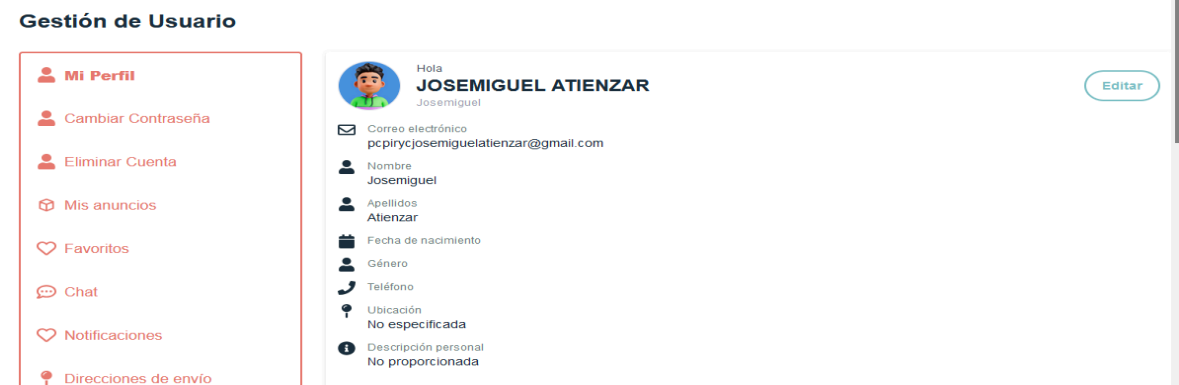 Gestión de Usuario
Mi Perfil
Cambiar Contraseña
Eliminar Cuenta
Mis anuncios
Favoritos
Chat
Notificaciones
Direcciones de envío
Hola
JOSEMIGUEL ATIENZAR
Josemiguel
Editar
Correo electrónico
pcpirycjosemiguelatienzar@gmail.com
Nombre
Josemiguel
Apellidos
Atienzar
Fecha de nacimiento
Género
Teléfono
Ubicación
No especificada
Descripción personal
No proporcionada